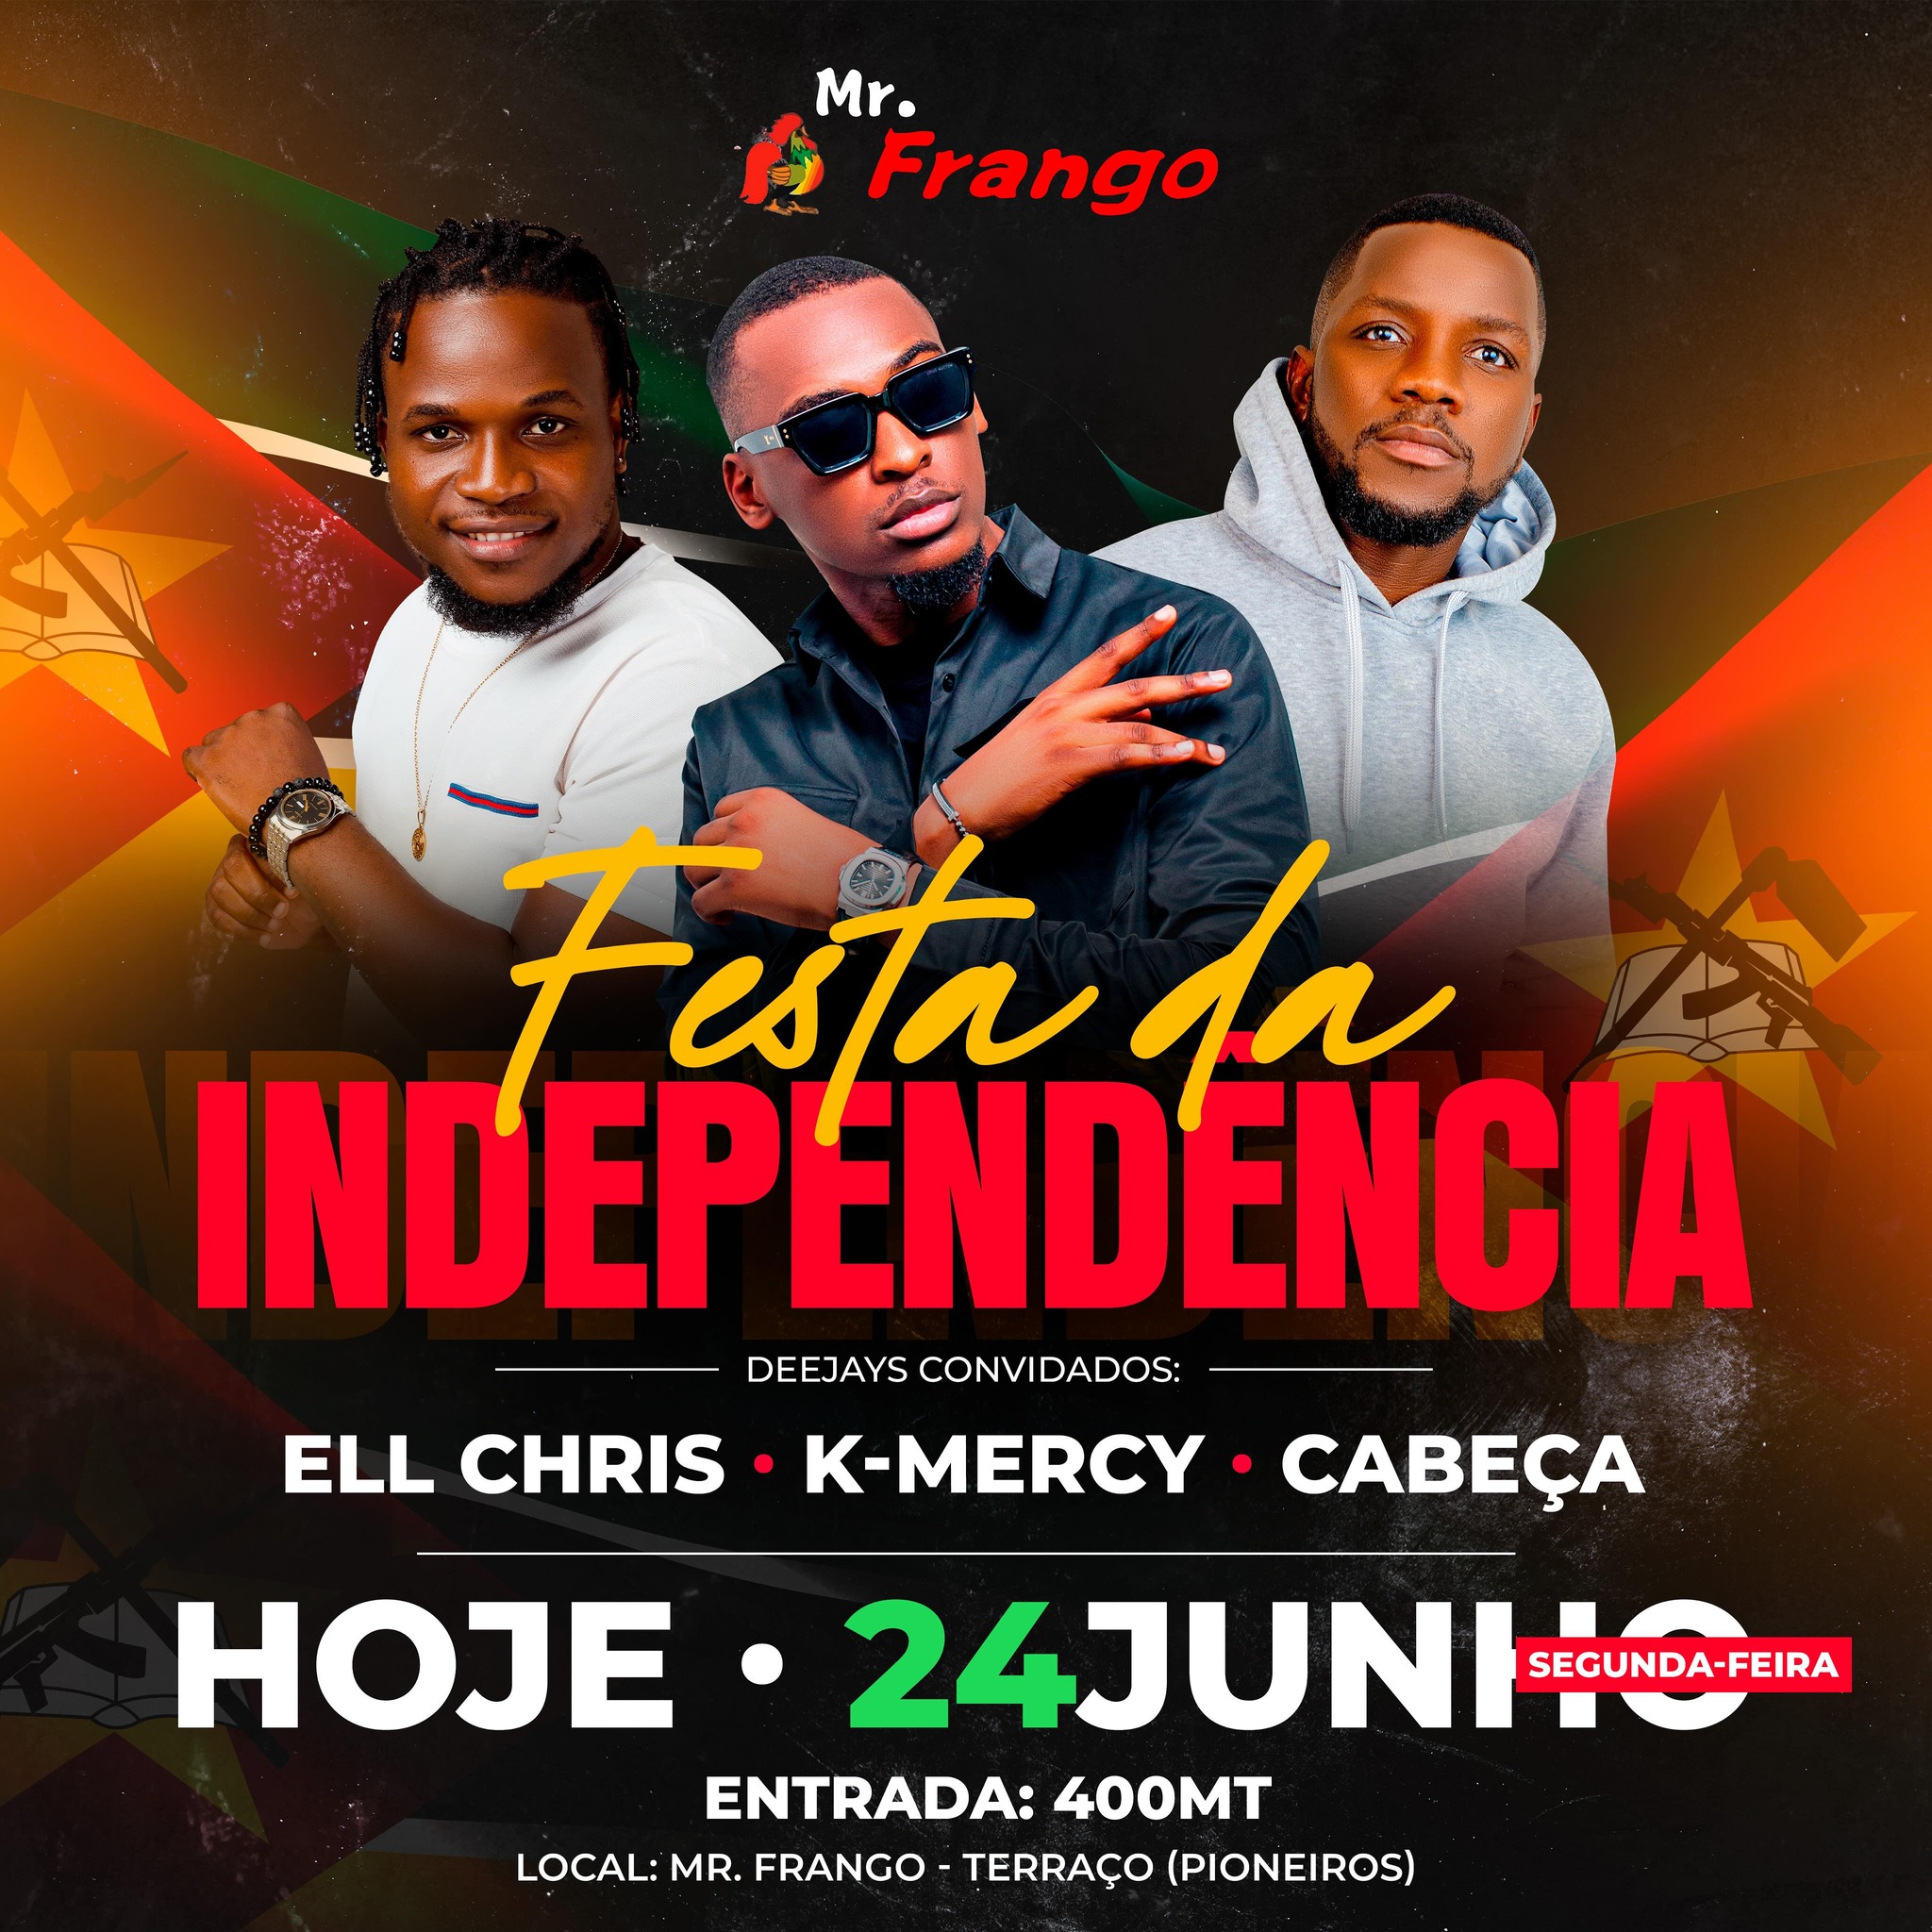 Mr.
Frango
Festa da
INDEPENDÊNCIA
DEEJAYS CONVIDADOS:
ELL CHRIS • K-MERCY • CABEÇA
HOJE • 24JUNHO
SEGUNDA-FEIRA
ENTRADA: 400MT
LOCAL: MR. FRANGO - TERRAÇO (PIONEIROS)